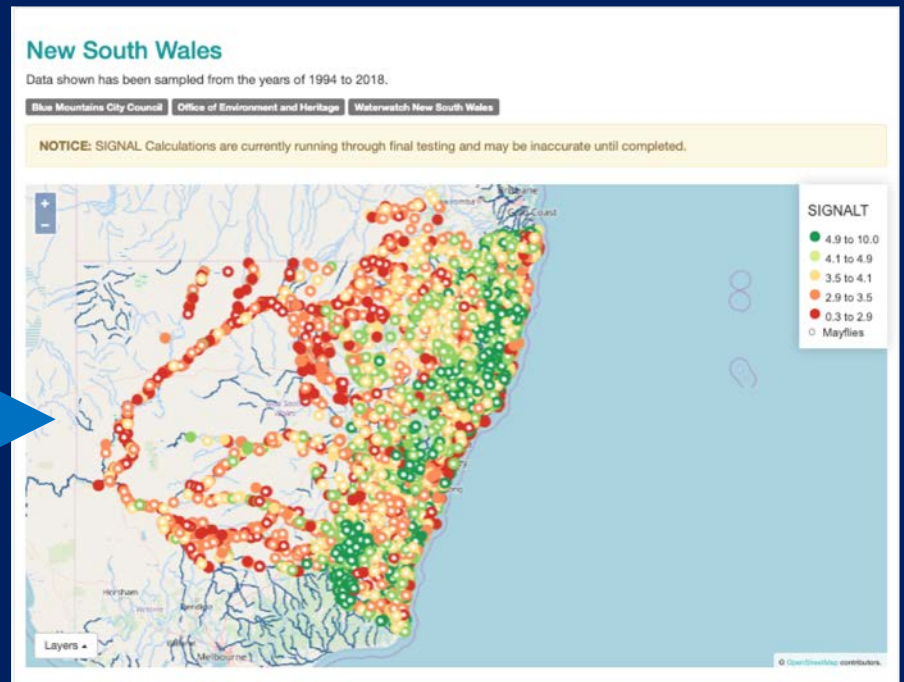 New South Wales
Data shown has been sampled from the years of 1994 to 2018.
Blue Mountains City Council Office of Environment and Heritage Waterwatch New South Wales
NOTICE: SIGNAL Calculations are currently running through final testing and may be inaccurate until completed.
+
−
Brisbane
Gold Coast
SIGNALT
4.9 to 10.0
4.1 to 4.9
3.5 to 4.1
2.9 to 3.5
0.3 to 2.9
Mayflies
Horsham
Bendigo
Melbourne
Layers
© OpenStreetMap contributors.